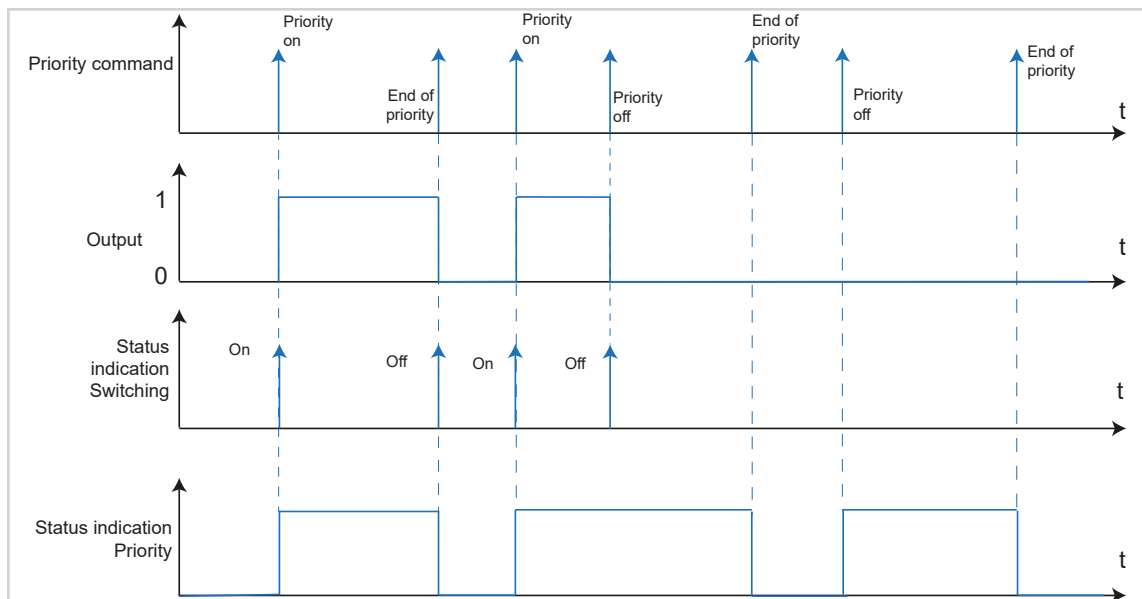 Priority
on
Priority
on
End of
priority
End of
priority
Priority command
End of
priority
Priority
off
Priority
off
t
1
Output
t
0
Status
indication
Switching
On
Off
On
Off
t
Status indication
Priority
t